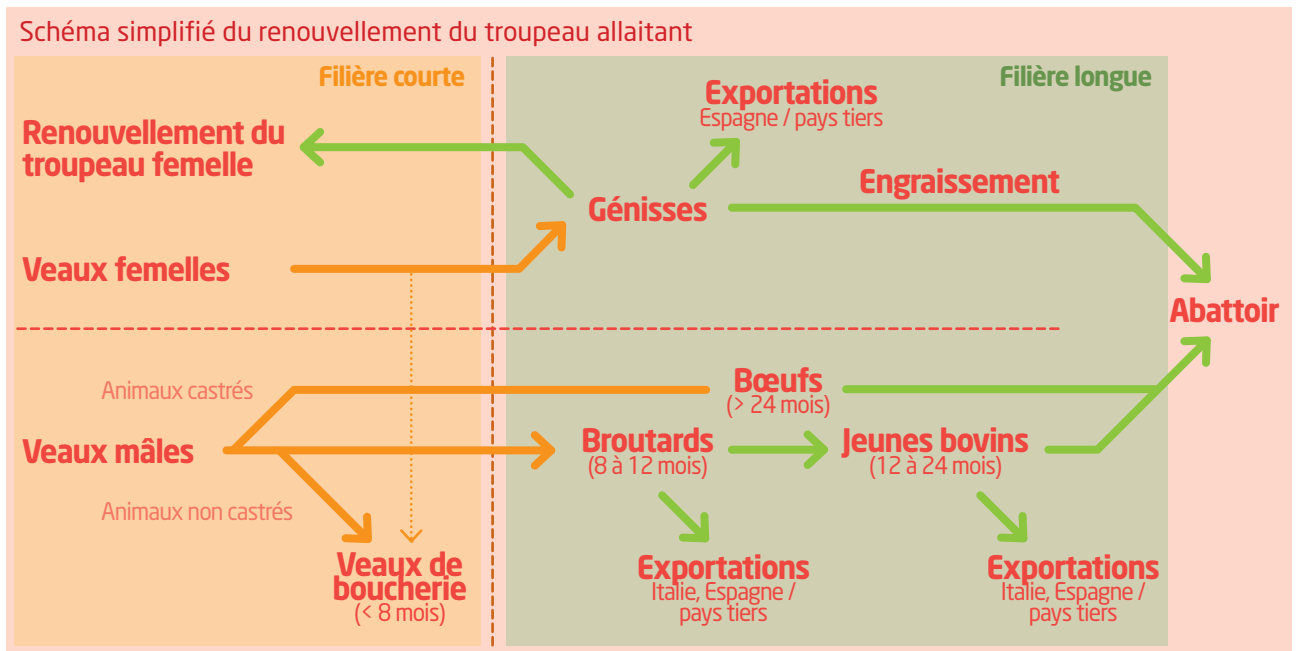 Schéma simplifié du renouvellement du troupeau allaitant
Filière courte
Filière longue
Exportations
Espagne / pays tiers
Renouvellement du
troupeau femelle
Engraissement
Génisses
Veaux femelles
Abattoir
Animaux castrés
Bœufs
(> 24 mois)
Veaux mâles
Broutards
(8 à 12 mois)
Jeunes bovins
(12 à 24 mois)
Animaux non castrés
Veaux de
boucherie
(< 8 mois)
Exportations
Italie, Espagne /
pays tiers
Exportations
Italie, Espagne /
pays tiers